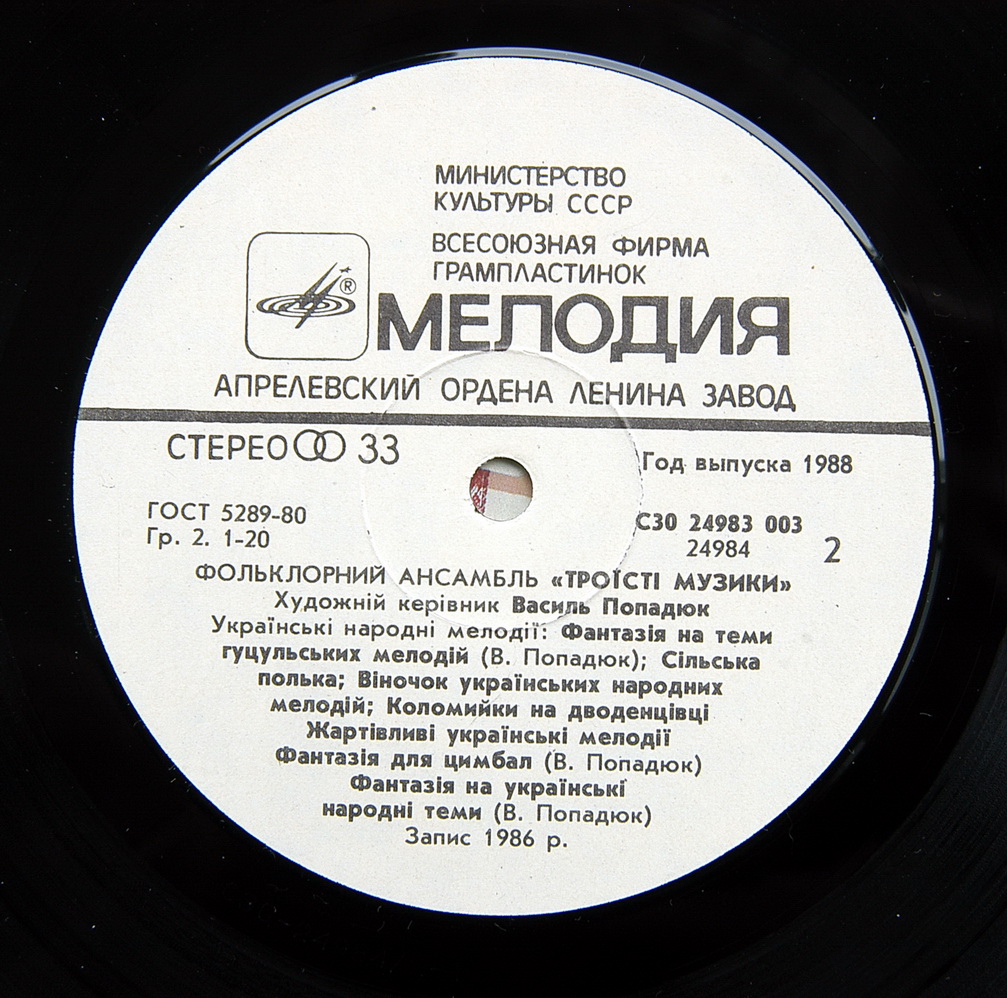 МИНИСТЕРСТВО
КУЛЬТУРЫ СССР
ВСЕСОЮЗНАЯ ФИРМА
ГРАМПЛАСТИНОК
®
МЕЛОДИЯ
АПРЕЛЕВСКИЙ ОРДЕНА ЛЕНИНА ЗАВОД
СТЕРЕО 33
Год выпуска 1988
ГОСТ 5289-80
Гр. 2. 1-20
С30 24983 003
24984
2
ФОЛЬКЛОРНИЙ АНСАМБЛЬ «ТРОЇСТІ МУЗИКИ»
Художній керівник Василь Попадюк
Українські народні мелодії: Фантазія на теми
гуцульських мелодій (В. Попадюк); Сільська
полька; Віночок українських народних
мелодій; Коломийки на дводенцівці
Жартівливі українські мелодії
Фантазія для цимбал (В. Попадюк)
Фантазія на українські
народні теми (В. Попадюк)
Запис 1986 р.